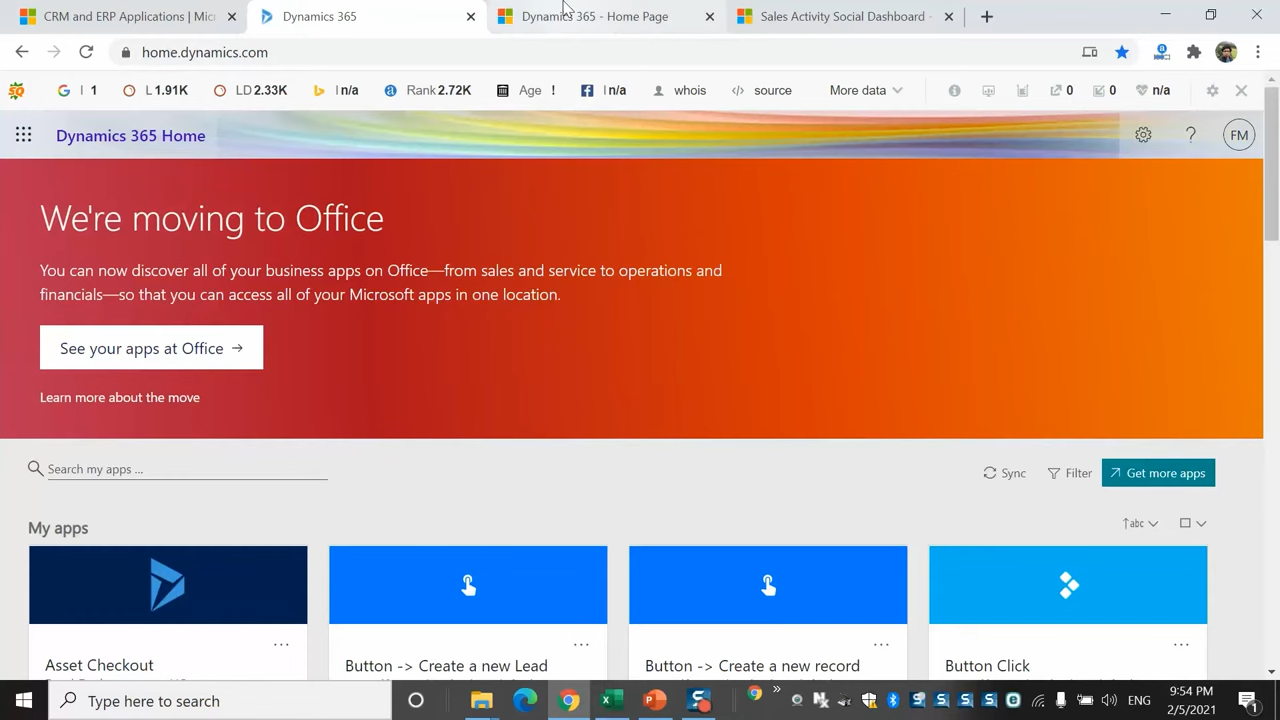 CRM and ERP Applications | Mic
Dynamics 365
Dynamics 365 - Home Page
Sales Activity Social Dashboard -
home.dynamics.com
I 1
L 1.91K
LD 2.33K
I n/a
Rank 2.72K
Age !
I n/a
whois
source
More data
0
0
n/a
Dynamics 365 Home
FM
We're moving to Office
You can now discover all of your business apps on Office—from sales and service to operations and
financials—so that you can access all of your Microsoft apps in one location.
See your apps at Office →
Learn more about the move
Search my apps ...
Sync
Filter
Get more apps
My apps
↑abc
Asset Checkout
Button -> Create a new Lead
Button -> Create a new record
Button Click
Type here to search
ENG
9:54 PM
2/5/2021
1